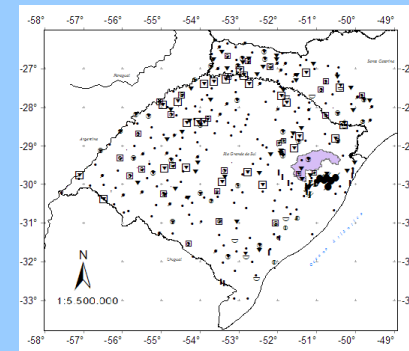 -58° -57° -56° -55° -54° -53° -52° -51° -50° -49°
Paraguai
Santa Catarina
-27°
-28°
Argentina
Rio Grande do Sul
-29°
-30°
-31°
-32°
Uruguai
N
1:5 500.000
-33°
-58° -57° -56° -55° -54° -53° -52° -51° -50° -49°